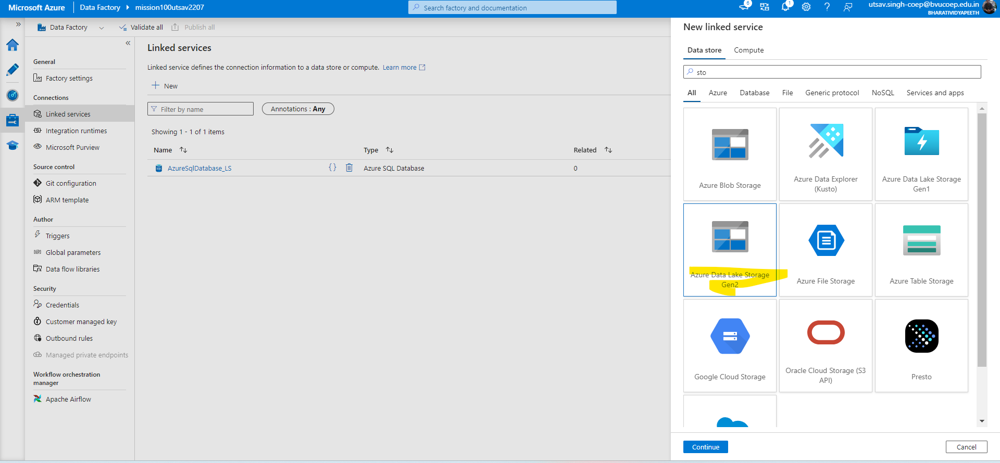 Microsoft Azure
Data Factory
mission100utsav2207
Search factory and documentation
6
1
utsav.singh-coep@bvucoep.edu.in
BHARATIVIDYAPEETH
Data Factory
Validate all
Publish all
General
Factory settings
Connections
Linked services
Integration runtimes
Microsoft Purview
Source control
Git configuration
ARM template
Author
Triggers
Global parameters
Data flow libraries
Security
Credentials
Customer managed key
Outbound rules
Managed private endpoints
Workflow orchestration
manager
Apache Airflow
Linked services
Linked service defines the connection information to a data store or compute. Learn more
New
Filter by name
Annotations : Any
Showing 1 - 1 of 1 items
Name Type Related
SQL AzureSqlDatabase_LS {} Azure SQL Database 0
New linked service
Data store Compute
sto
All Azure Database File Generic protocol NoSQL Services and apps
Azure Blob Storage
Azure Data Explorer
(Kusto)
Azure Data Lake Storage
Gen1
Azure Data Lake Storage
Gen2
Azure File Storage
Azure Table Storage
Google Cloud Storage
Oracle Cloud Storage (S3
API)
Presto
Continue
Cancel